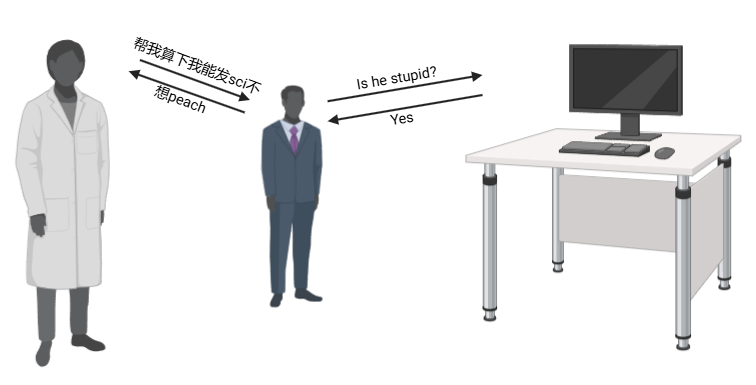 帮我算下我能发sci不
想peach
Is he stupid?
Yes